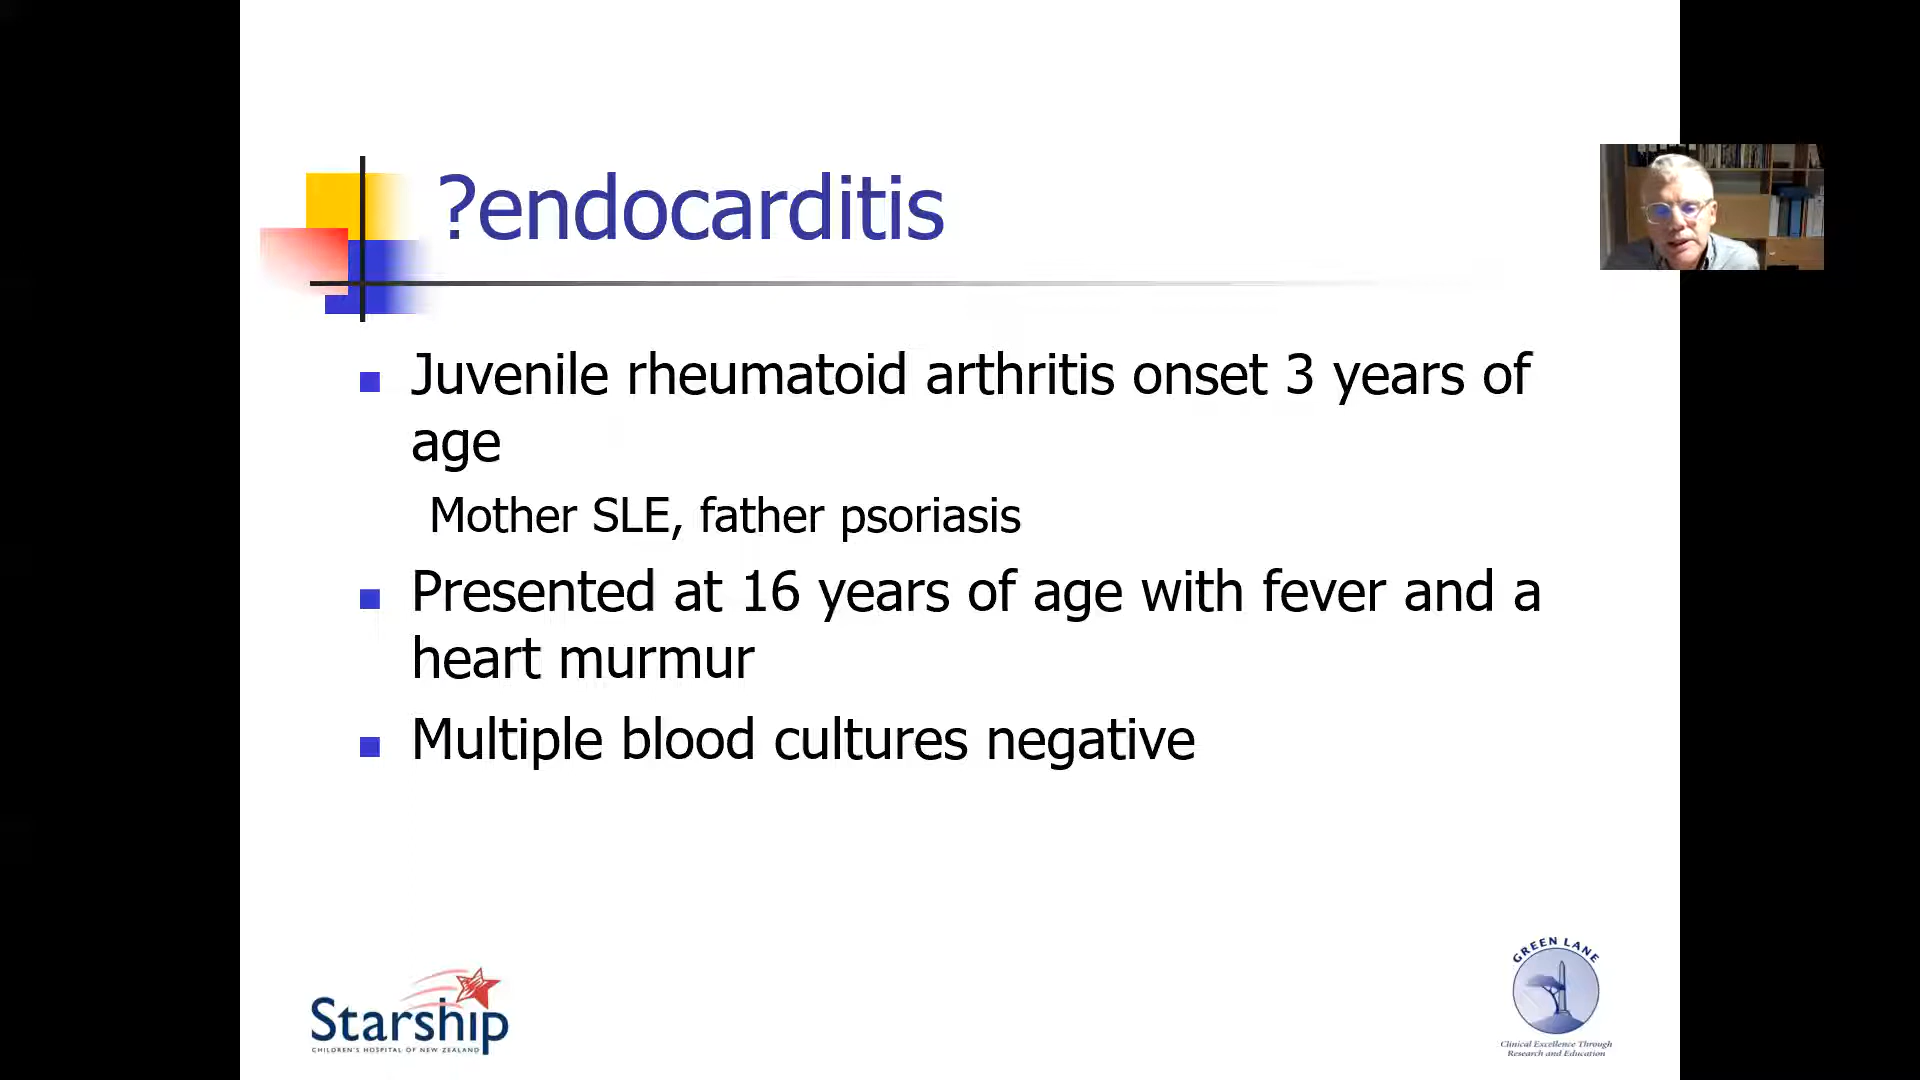 ?endocarditis
Juvenile rheumatoid arthritis onset 3 years of
age
Mother SLE, father psoriasis
Presented at 16 years of age with fever and a
heart murmur
Multiple blood cultures negative
Starship
CHILDREN'S HOSPITAL OF NEW ZEALAND
GREEN LANE
Clinical Excellence Through
Research and Education